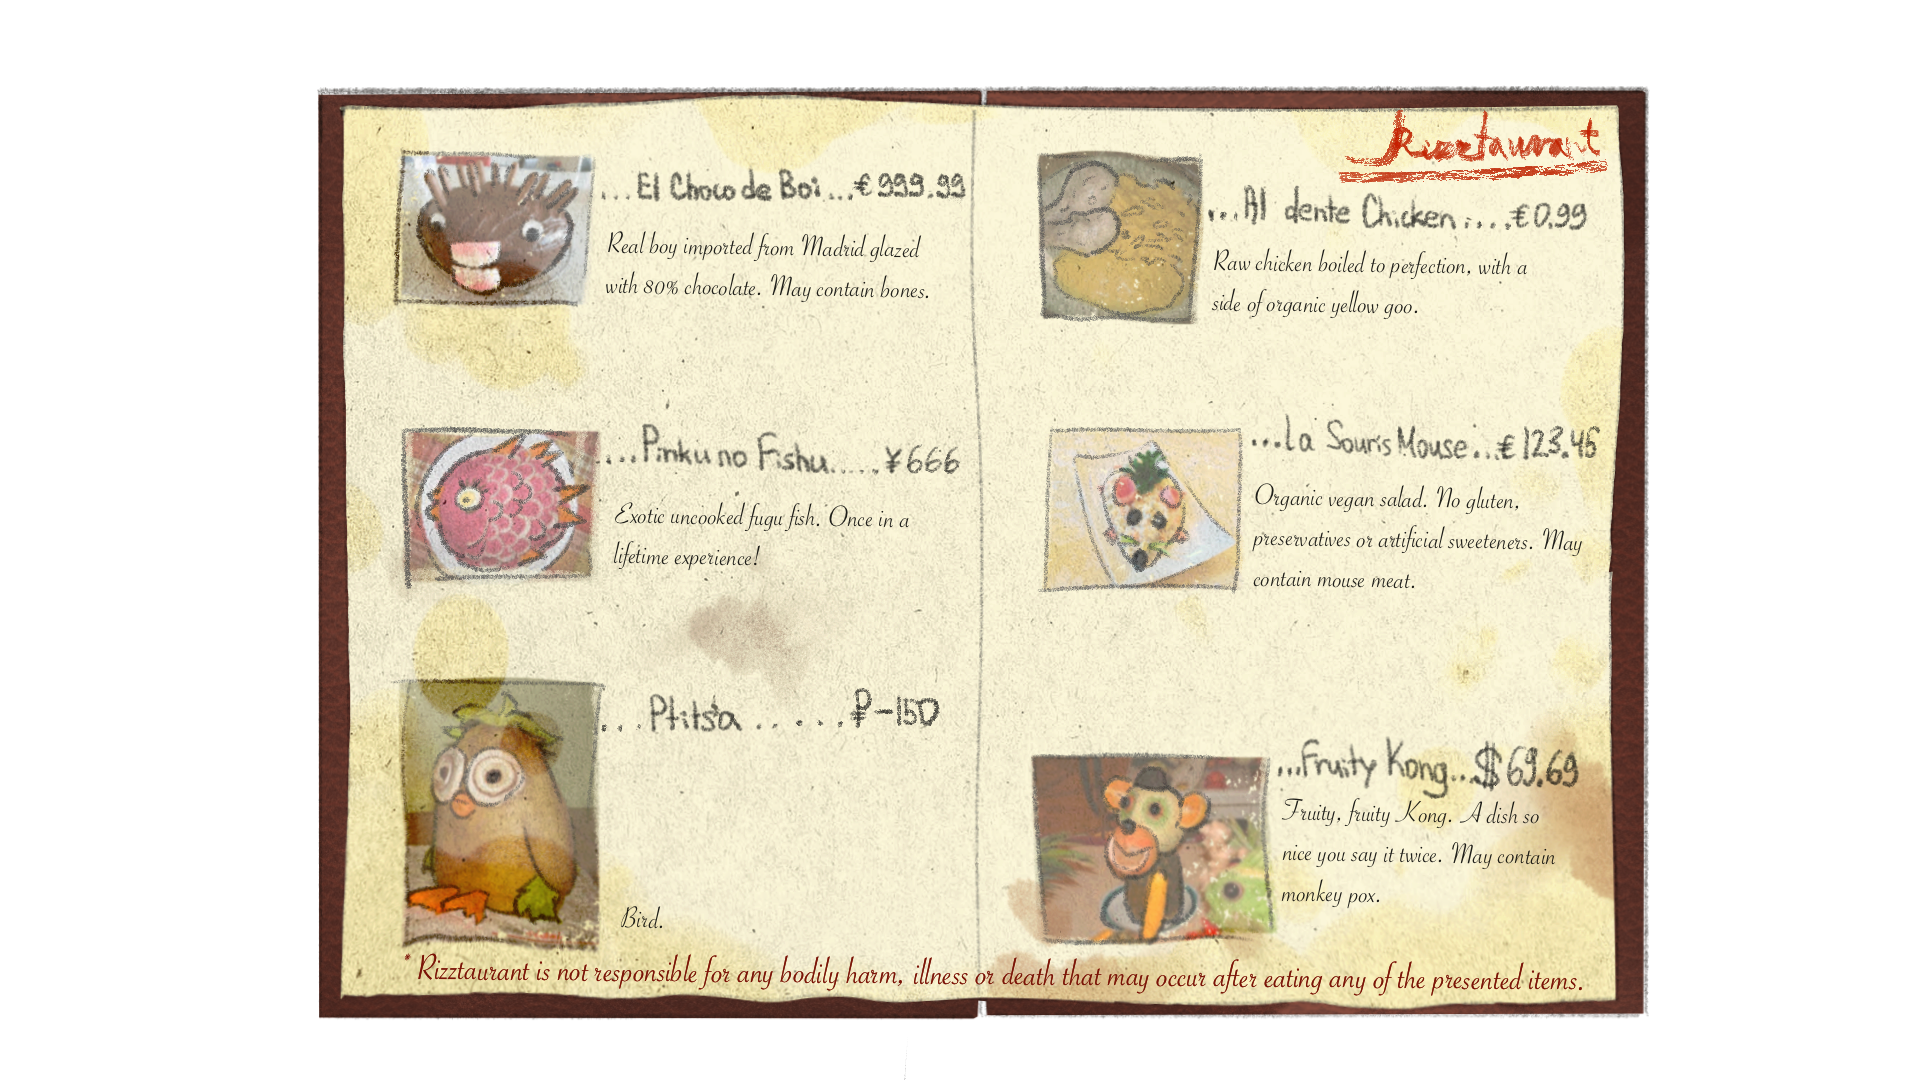 Rizztaurant
...El Choco de Boi...€999.99
Real boy imported from Madrid glazed
with 80% chocolate. May contain bones.
...Pinku no Fishu.....¥666
Exotic uncooked fugu fish. Once in a
lifetime experience!
...Ptitsa.....₽-150
Bird.
...Al dente Chicken.....€0.99
Raw chicken boiled to perfection, with a
side of organic yellow goo.
...La Souris Mouse...€123.45
Organic vegan salad. No gluten,
preservatives or artificial sweeteners. May
contain mouse meat.
...Fruity Kong...$69.69
Fruity, fruity Kong. A dish so
nice you say it twice. May contain
monkey pox.
* Rizztaurant is not responsible for any bodily harm, illness or death that may occur after eating any of the presented items.